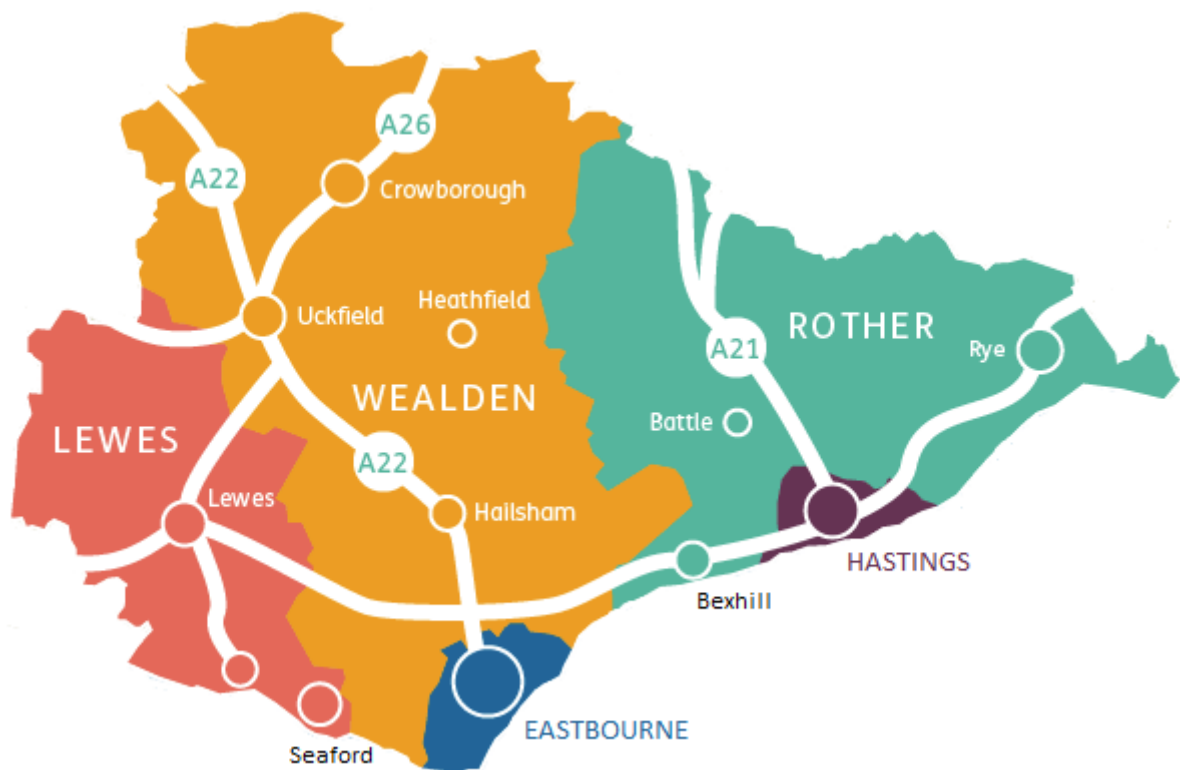 A26
A22
Crowborough
Heathfield
Uckfield
ROTHER
A21
Rye
WEALDEN
Battle
LEWES
A22
Lewes
Hailsham
HASTINGS
Bexhill
EASTBOURNE
Seaford